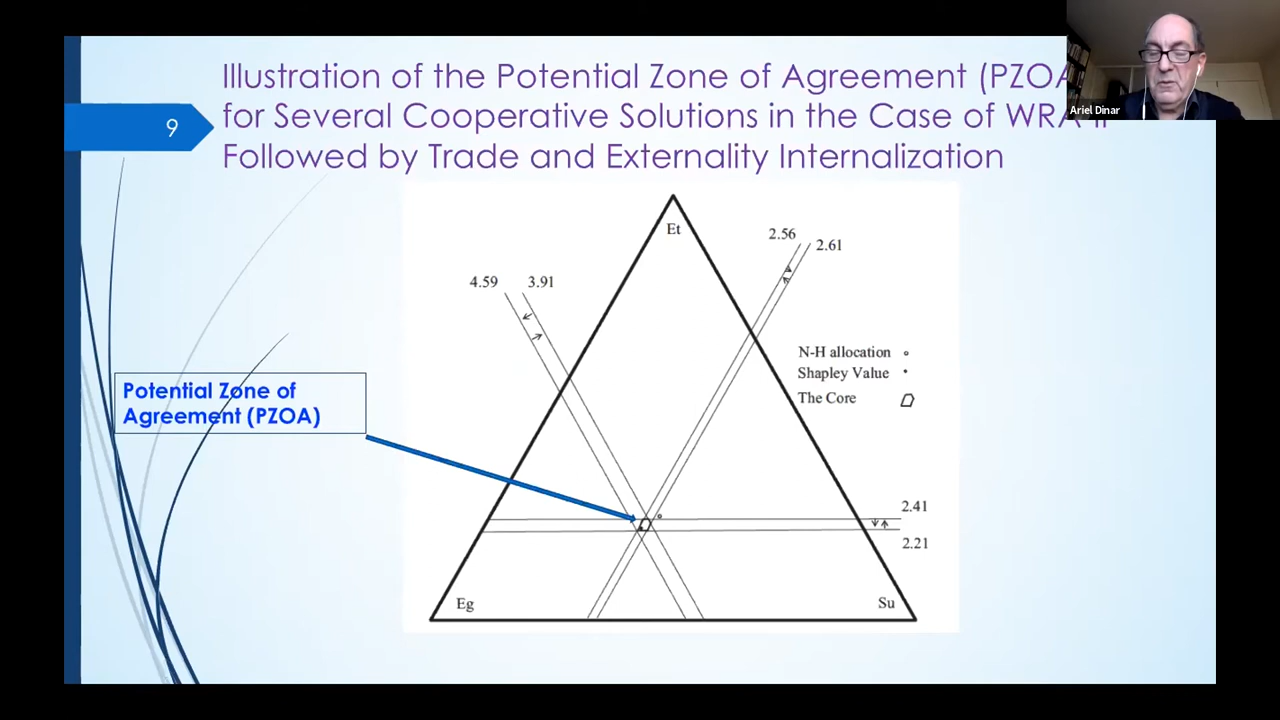 Illustration of the Potential Zone of Agreement (PZOA
for Several Cooperative Solutions in the Case of
Followed by Trade and Externality Internalization
9
Ariel Dinar
Et
2.56
2.61
4.59 3.91
N-H allocation
Shapley Value
The Core
Potential Zone of
Agreement (PZOA)
2.41
2.21
Eg
Su